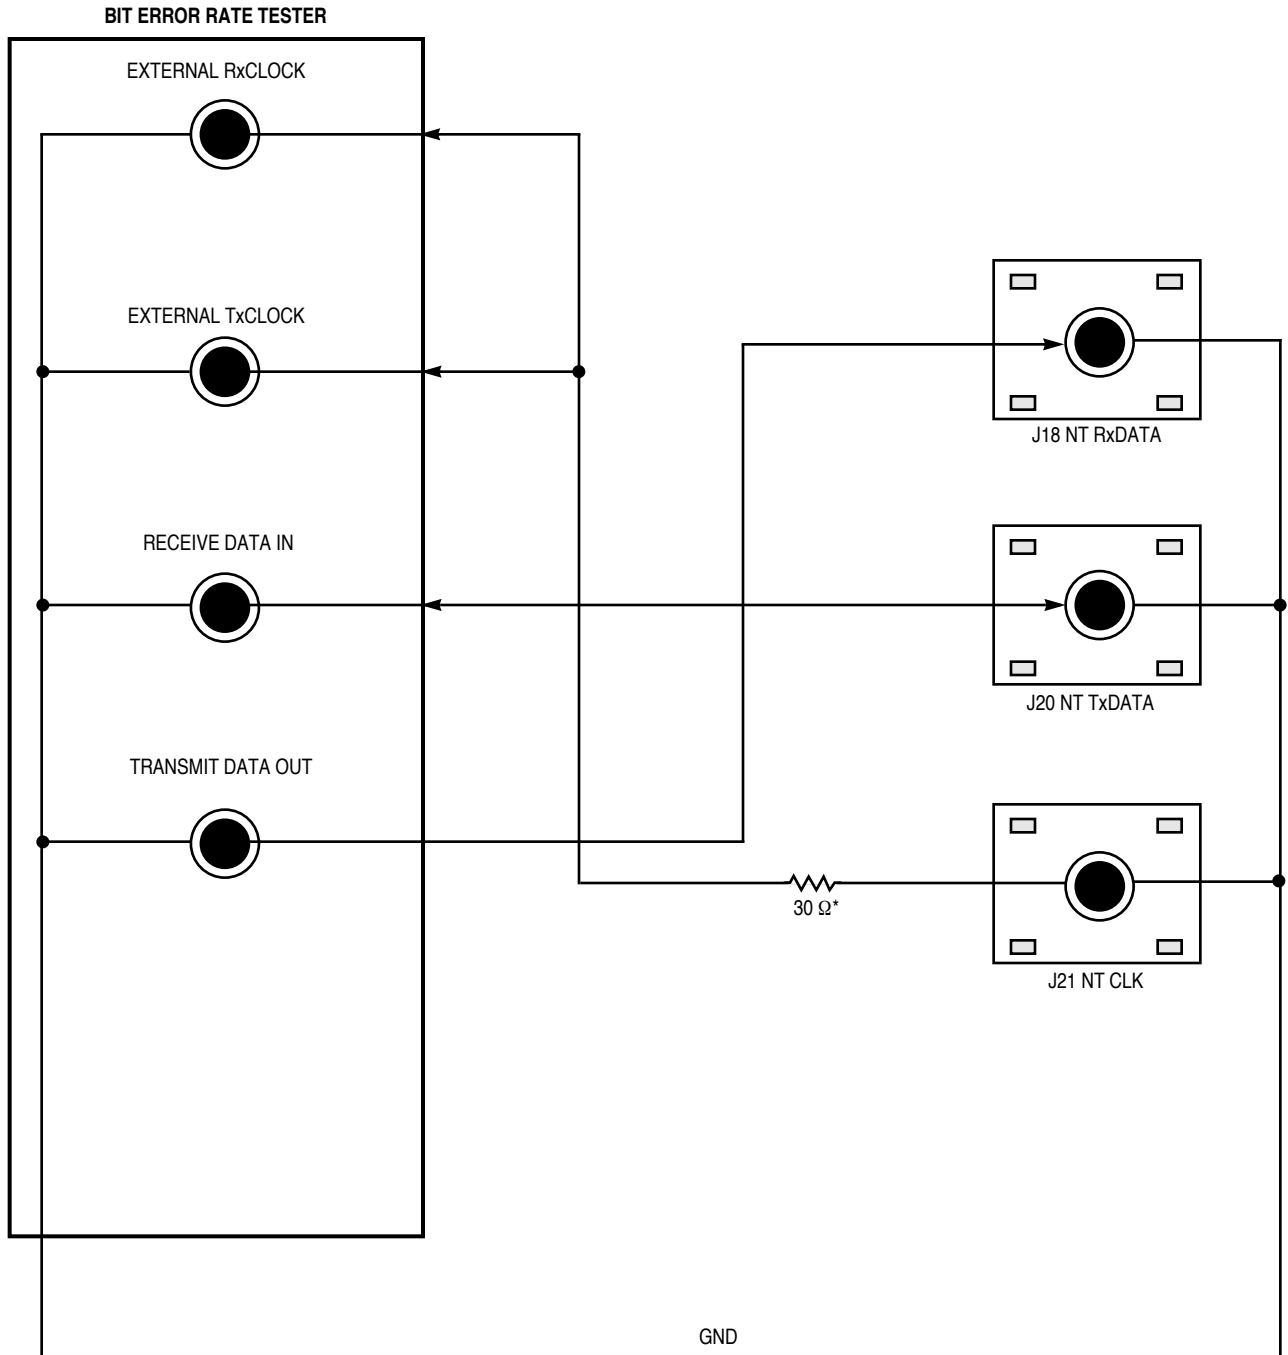 BIT ERROR RATE TESTER
EXTERNAL RxCLOCK
EXTERNAL TxCLOCK
J18 NT RxDATA
RECEIVE DATA IN
J20 NT TxDATA
TRANSMIT DATA OUT
30 Ω*
J21 NT CLK
GND